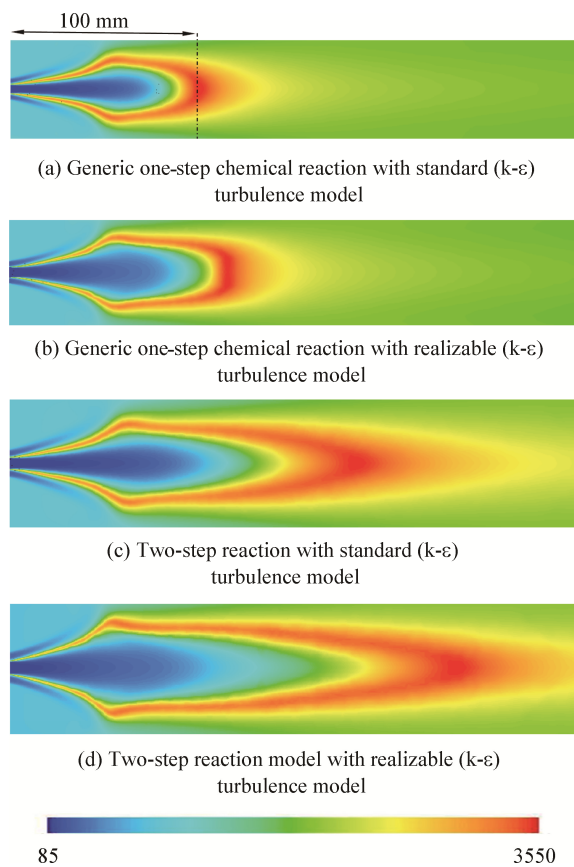 100 mm
(a) Generic one-step chemical reaction with standard (k-ε)
turbulence model
(b) Generic one-step chemical reaction with realizable (k-ε)
turbulence model
(c) Two-step reaction with standard (k-ε)
turbulence model
(d) Two-step reaction model with realizable (k-ε)
turbulence model
85
3550